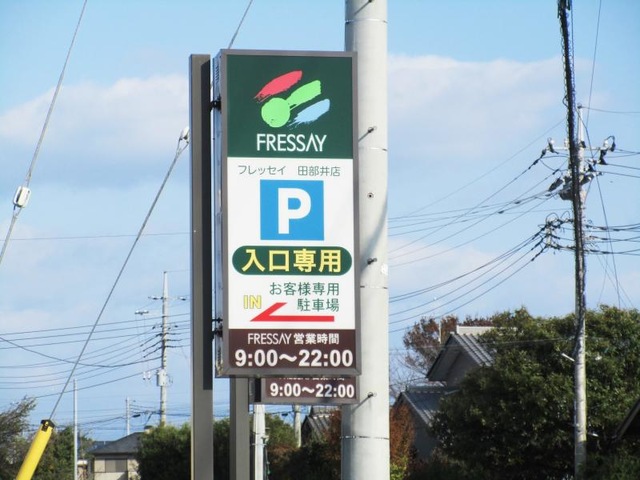 FRESSAY
フレッセイ 田部井店
P
入口専用
お客様専用
IN 駐車場
FRESSAY 営業時間
9:00〜22:00
9:00〜22:00